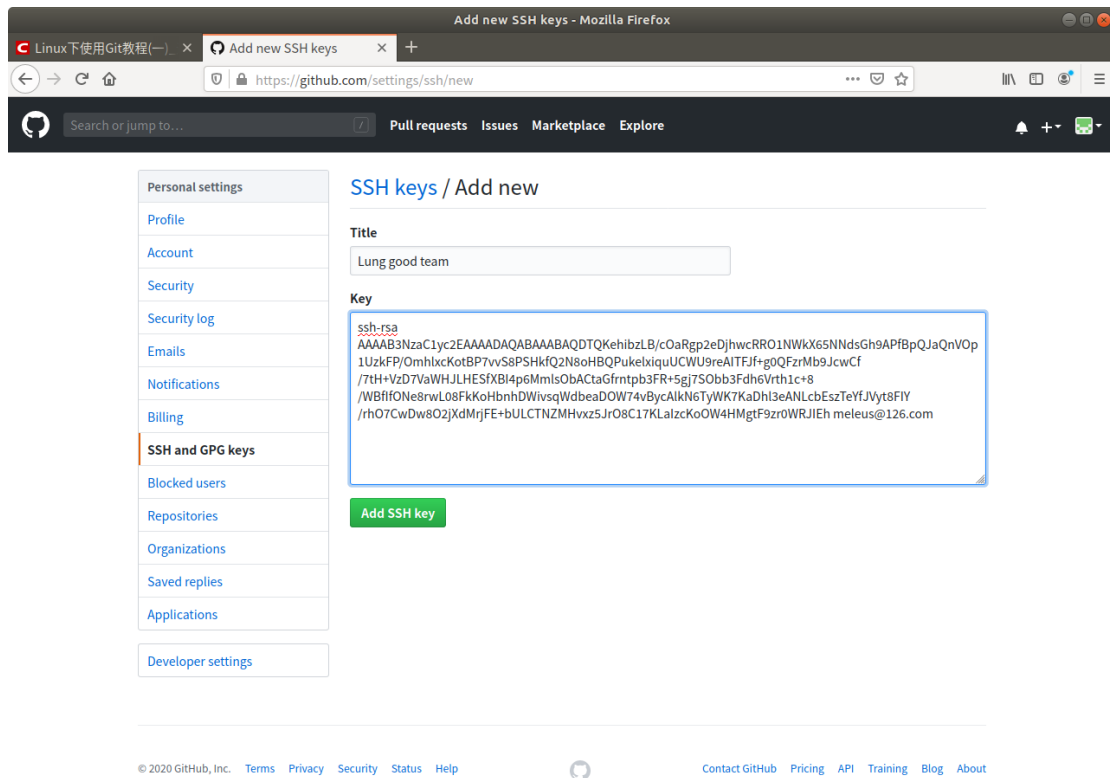 Add new SSH keys - Mozilla Firefox
Linux下使用Git教程(一)_
Add new SSH keys
https://github.com/settings/ssh/new
Search or jump to…
/
Pull requests Issues Marketplace Explore
Personal settings
Profile
Account
Security
Security log
Emails
Notifications
Billing
SSH and GPG keys
Blocked users
Repositories
Organizations
Saved replies
Applications
Developer settings
SSH keys / Add new
Title
Lung good team
Key
ssh-rsa
AAAAB3NzaC1yc2EAAAADAQABAAABAQDTQKehibzLB/cOaRgp2eDjhwcRRO1NWkX65NNdsGh9APfBpQJaQnVOp
1UzkFP/OmhlxcKotBP7vvS8PSHkfQ2N8oHBQPukelxiquUCWU9reAITFJf+g0QFzrMb9JcwCf
/7tH+VzD7VaWHJLHESfXBl4p6MmlsObACtaGfrntpb3FR+5gj7SObb3Fdh6Vrth1c+8
/WBfIfONe8rwL08FkKoHbnhDWivsqWdbeaDOW74vBycAlkN6TyWK7KaDhl3eANLcbEszTeYfJVyt8FIY
/rhO7CwDw8O2jXdMrjFE+bULCTNZMHvxz5JrO8C17KLaIzcKoOW4HMgtF9zr0WRJIEh meleus@126.com
Add SSH key
© 2020 GitHub, Inc. Terms Privacy Security Status Help
Contact GitHub Pricing API Training Blog About